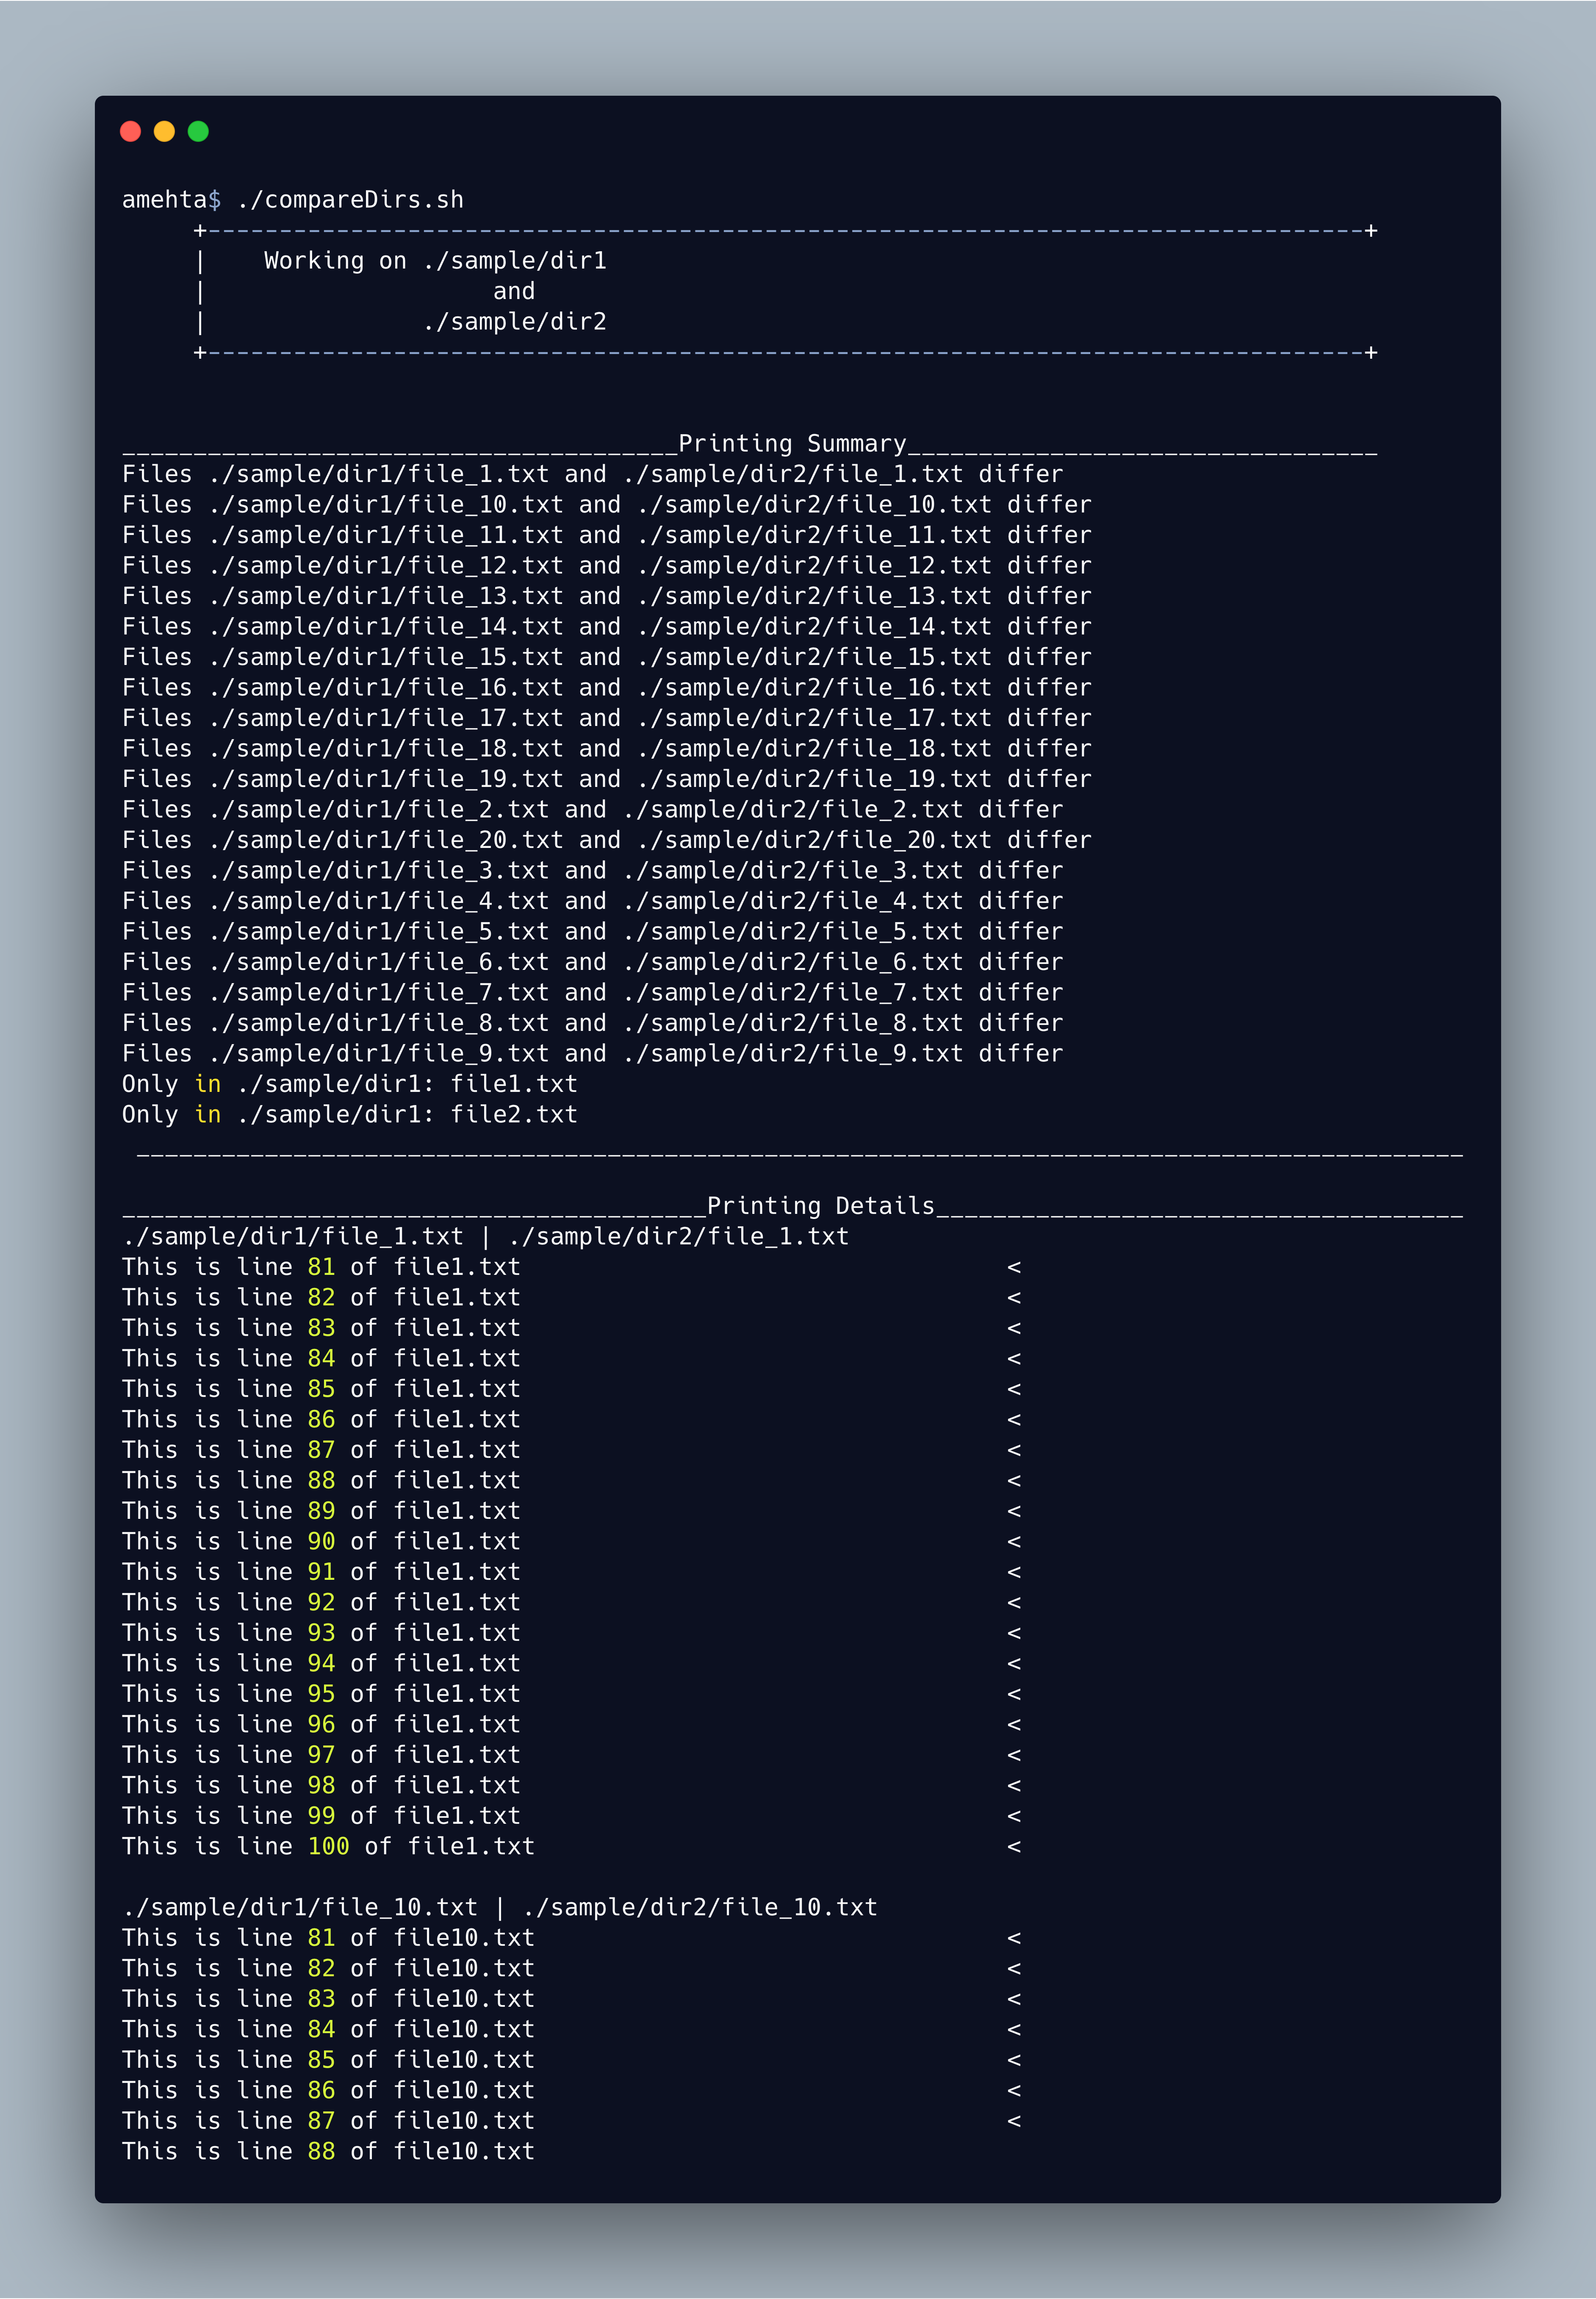 amehta$ ./compareDirs.sh
+---------------------------------------------------------------------------------+
|    Working on ./sample/dir1
|                    and
|               ./sample/dir2
+---------------------------------------------------------------------------------+
_______________________________________Printing Summary_________________________________
Files ./sample/dir1/file_1.txt and ./sample/dir2/file_1.txt differ
Files ./sample/dir1/file_10.txt and ./sample/dir2/file_10.txt differ
Files ./sample/dir1/file_11.txt and ./sample/dir2/file_11.txt differ
Files ./sample/dir1/file_12.txt and ./sample/dir2/file_12.txt differ
Files ./sample/dir1/file_13.txt and ./sample/dir2/file_13.txt differ
Files ./sample/dir1/file_14.txt and ./sample/dir2/file_14.txt differ
Files ./sample/dir1/file_15.txt and ./sample/dir2/file_15.txt differ
Files ./sample/dir1/file_16.txt and ./sample/dir2/file_16.txt differ
Files ./sample/dir1/file_17.txt and ./sample/dir2/file_17.txt differ
Files ./sample/dir1/file_18.txt and ./sample/dir2/file_18.txt differ
Files ./sample/dir1/file_19.txt and ./sample/dir2/file_19.txt differ
Files ./sample/dir1/file_2.txt and ./sample/dir2/file_2.txt differ
Files ./sample/dir1/file_20.txt and ./sample/dir2/file_20.txt differ
Files ./sample/dir1/file_3.txt and ./sample/dir2/file_3.txt differ
Files ./sample/dir1/file_4.txt and ./sample/dir2/file_4.txt differ
Files ./sample/dir1/file_5.txt and ./sample/dir2/file_5.txt differ
Files ./sample/dir1/file_6.txt and ./sample/dir2/file_6.txt differ
Files ./sample/dir1/file_7.txt and ./sample/dir2/file_7.txt differ
Files ./sample/dir1/file_8.txt and ./sample/dir2/file_8.txt differ
Files ./sample/dir1/file_9.txt and ./sample/dir2/file_9.txt differ
Only in ./sample/dir1: file1.txt
Only in ./sample/dir1: file2.txt
_____________________________________________________________________________________________
_________________________________________Printing Details_____________________________________
./sample/dir1/file_1.txt | ./sample/dir2/file_1.txt
This is line 81 of file1.txt                                  <
This is line 82 of file1.txt                                  <
This is line 83 of file1.txt                                  <
This is line 84 of file1.txt                                  <
This is line 85 of file1.txt                                  <
This is line 86 of file1.txt                                  <
This is line 87 of file1.txt                                  <
This is line 88 of file1.txt                                  <
This is line 89 of file1.txt                                  <
This is line 90 of file1.txt                                  <
This is line 91 of file1.txt                                  <
This is line 92 of file1.txt                                  <
This is line 93 of file1.txt                                  <
This is line 94 of file1.txt                                  <
This is line 95 of file1.txt                                  <
This is line 96 of file1.txt                                  <
This is line 97 of file1.txt                                  <
This is line 98 of file1.txt                                  <
This is line 99 of file1.txt                                  <
This is line 100 of file1.txt                                 <
./sample/dir1/file_10.txt | ./sample/dir2/file_10.txt
This is line 81 of file10.txt                                 <
This is line 82 of file10.txt                                 <
This is line 83 of file10.txt                                 <
This is line 84 of file10.txt                                 <
This is line 85 of file10.txt                                 <
This is line 86 of file10.txt                                 <
This is line 87 of file10.txt                                 <
This is line 88 of file10.txt